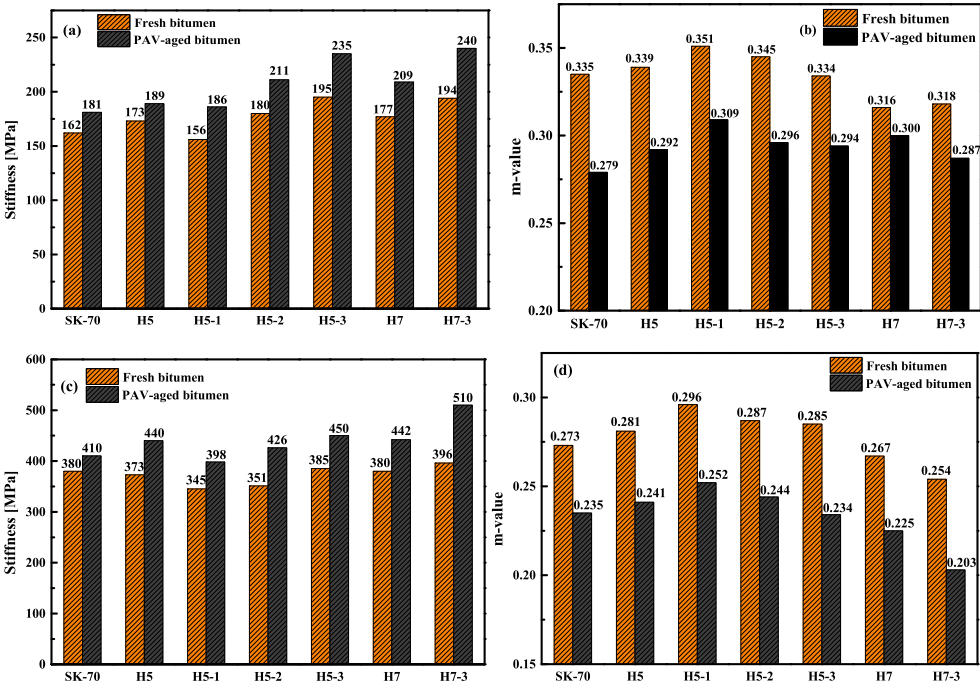 (a)
Fresh bitumen
PAV-aged bitumen
Stiffness [MPa]
250
200
150
100
50
0
162 181 173 189 156 186 180 211 195 235 177 209 194 240
SK-70 H5 H5-1 H5-2 H5-3 H7 H7-3
(b)
Fresh bitumen
PAV-aged bitumen
m-value
0.35
0.30
0.25
0.20
0.335 0.279 0.339 0.292 0.351 0.309 0.345 0.296 0.334 0.294 0.316 0.300 0.318 0.287
SK-70 H5 H5-1 H5-2 H5-3 H7 H7-3
(c)
Fresh bitumen
PAV-aged bitumen
Stiffness [MPa]
600
500
400
300
200
100
0
380 410 373 440 345 398 351 426 385 450 380 442 396 510
SK-70 H5 H5-1 H5-2 H5-3 H7 H7-3
(d)
Fresh bitumen
PAV-aged bitumen
m-value
0.30
0.25
0.20
0.15
0.273 0.235 0.281 0.241 0.296 0.252 0.287 0.244 0.285 0.234 0.267 0.225 0.254 0.203
SK-70 H5 H5-1 H5-2 H5-3 H7 H7-3